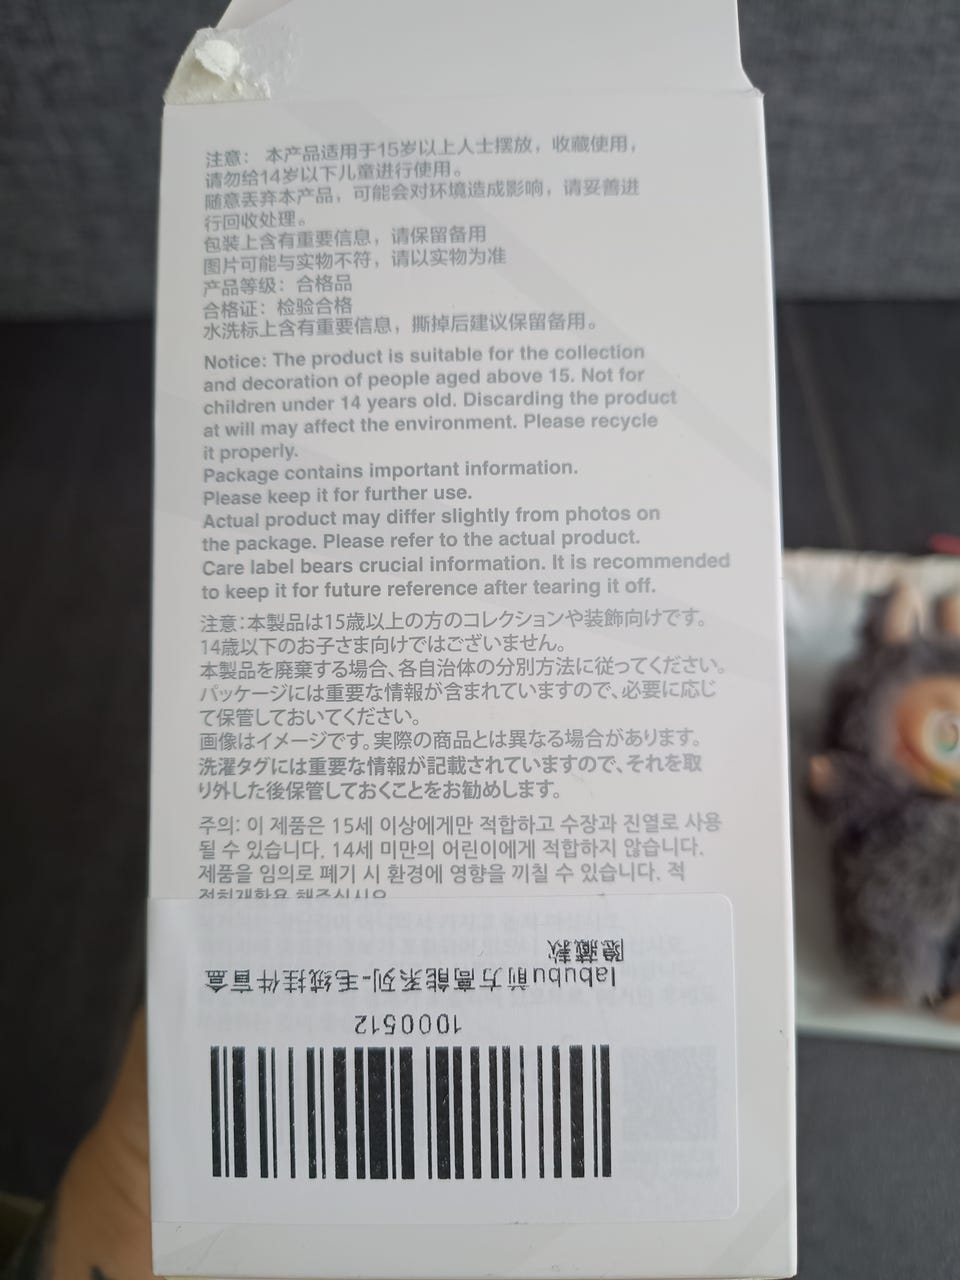 注意： 本产品适用于15岁以上人士摆放，收藏使用，
请勿给14岁以下儿童进行使用。
随意丢弃本产品，可能会对环境造成影响，请妥善进
行回收处理。
包装上含有重要信息，请保留备用
图片可能与实物不符，请以实物为准
产品等级：合格品
合格证：检验合格
水洗标上含有重要信息，撕掉后建议保留备用。
Notice: The product is suitable for the collection
and decoration of people aged above 15. Not for
children under 14 years old. Discarding the product
at will may affect the environment. Please recycle
it properly.
Package contains important information.
Please keep it for further use.
Actual product may differ slightly from photos on
the package. Please refer to the actual product.
Care label bears crucial information. It is recommended
to keep it for future reference after tearing it off.
注意：本製品は15歳以上の方のコレクションや装飾向けです。
14歳以下のお子さま向けではございません。
本製品を廃棄する場合、各自治体の分別方法に従ってください。
パッケージには重要な情報が含まれていますので、必要に応じ
て保管しておいてください。
画像はイメージです。実際の商品とは異なる場合があります。
洗濯タグには重要な情報が記載されていますので、それを取
り外した後保管しておくことをお勧めします。
주의: 이 제품은 15세 이상에게만 적합하고 수장과 진열로 사용
될 수 있습니다. 14세 미만의 어린이에게 적합하지 않습니다.
제품을 임의로 폐기 시 환경에 영향을 끼칠 수 있습니다. 적
절히재활용 해주십시오
1000512
labubu前方高能系列-毛绒挂件盲盒
隐藏款